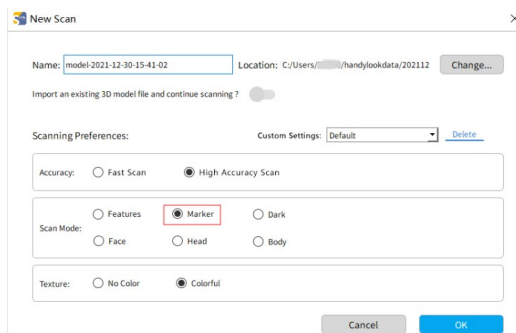 New Scan
Name: model-2021-12-30-15-41-02 Location: C:/Users/ /handylookdata/202112 Change...
Import an existing 3D model file and continue scanning ?
Scanning Preferences: Custom Settings: Default Delete
Accuracy: Fast Scan High Accuracy Scan
Features Marker Dark
Scan Mode:
Face Head Body
Texture: No Color Colorful
Cancel OK